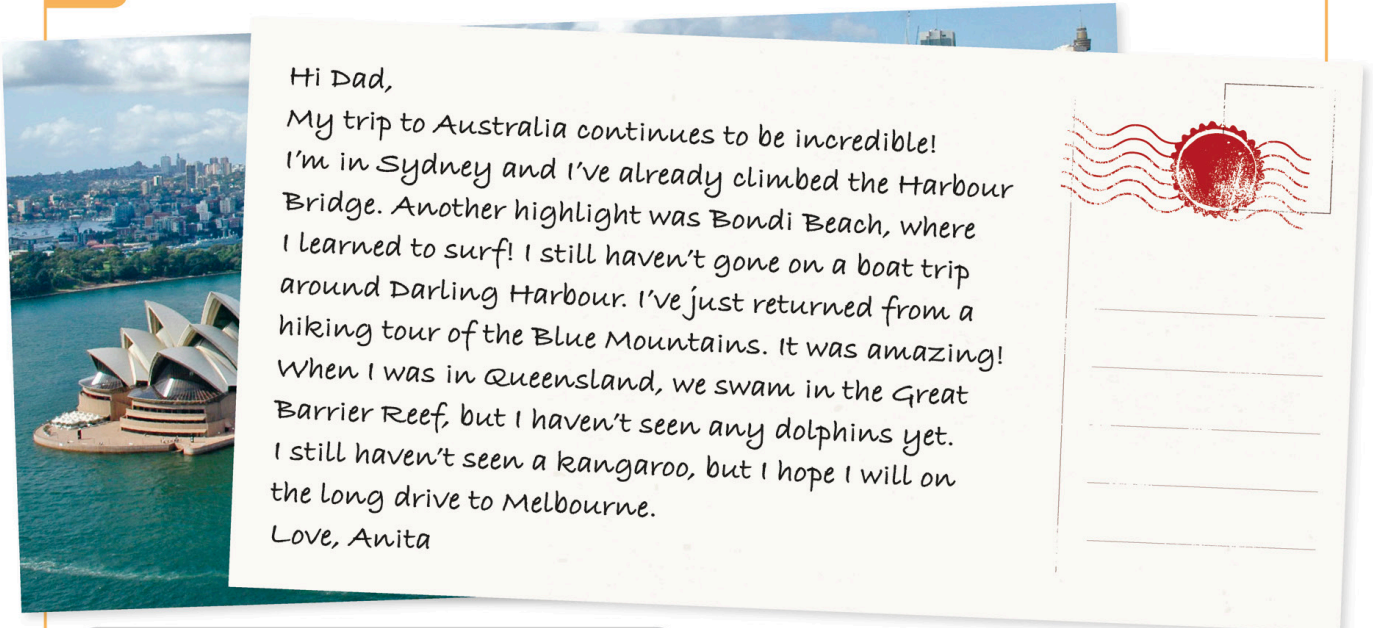 Hi Dad,
My trip to Australia continues to be incredible!
I'm in Sydney and I've already climbed the Harbour
Bridge. Another highlight was Bondi Beach, where
I learned to surf! I still haven't gone on a boat trip
around Darling Harbour. I've just returned from a
hiking tour of the Blue Mountains. It was amazing!
When I was in Queensland, we swam in the Great
Barrier Reef, but I haven't seen any dolphins yet.
I still haven't seen a kangaroo, but I hope I will on
the long drive to Melbourne.
Love, Anita